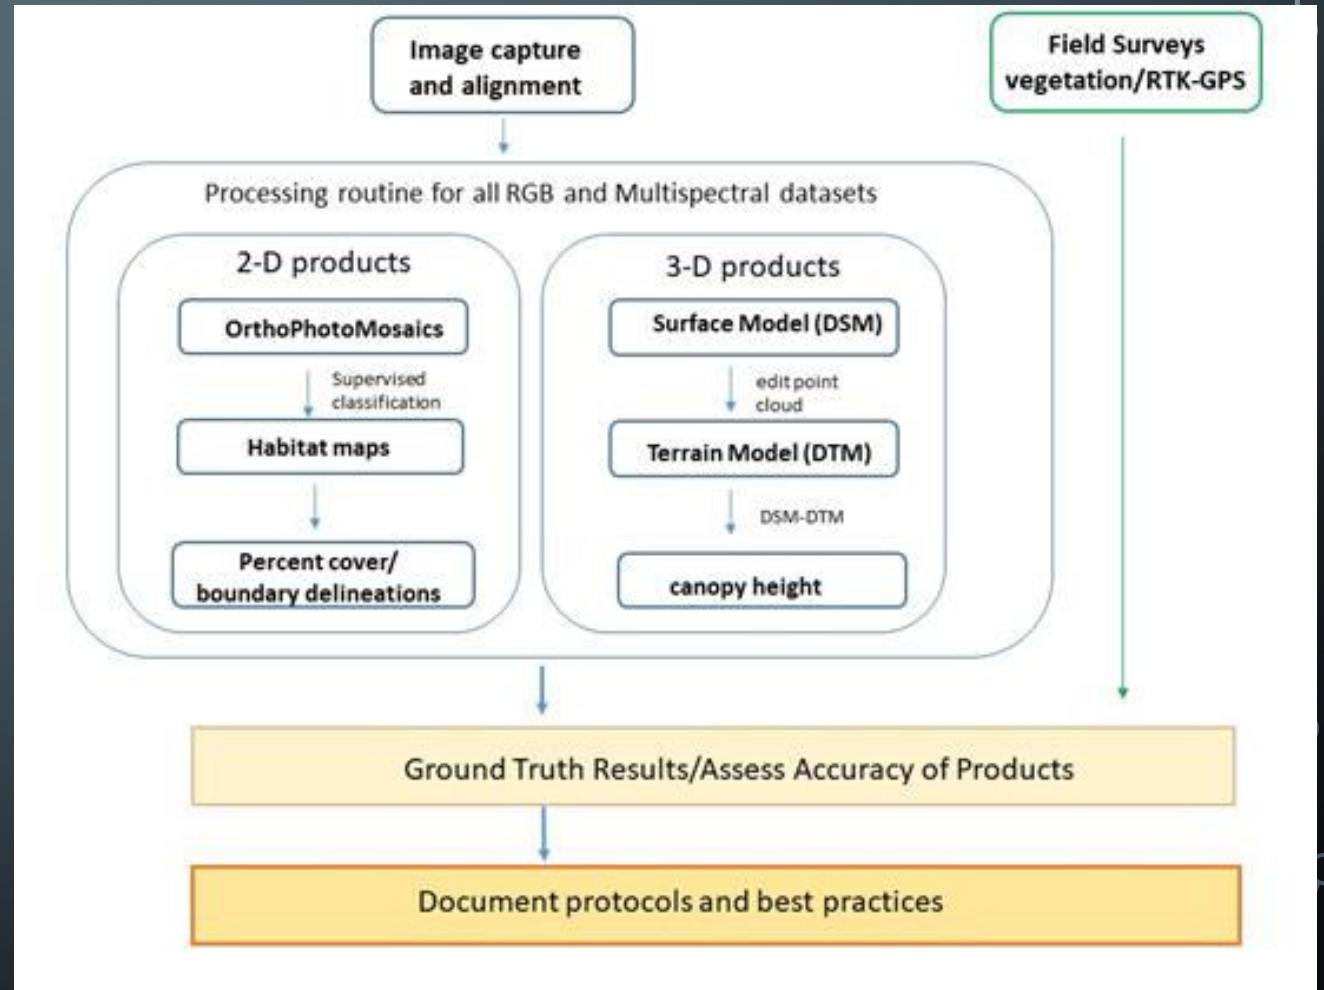 Image capture
and alignment
Field Surveys
vegetation/RTK-GPS
Processing routine for all RGB and Multispectral datasets
2-D products
OrthoPhotoMosaics
Supervised
classification
Habitat maps
Percent cover/
boundary delineations
3-D products
Surface Model (DSM)
edit point
cloud
Terrain Model (DTM)
DSM-DTM
canopy height
Ground Truth Results/Assess Accuracy of Products
Document protocols and best practices